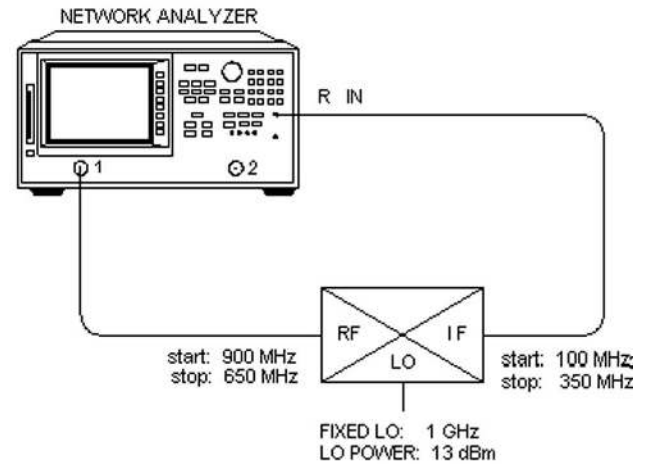 NETWORK ANALYZER
R IN
1
2
RF
IF
LO
start: 900 MHz
stop: 650 MHz
start: 100 MHz;
stop: 350 MHz
FIXED LO: 1 GHz
LO POWER: 13 dBm